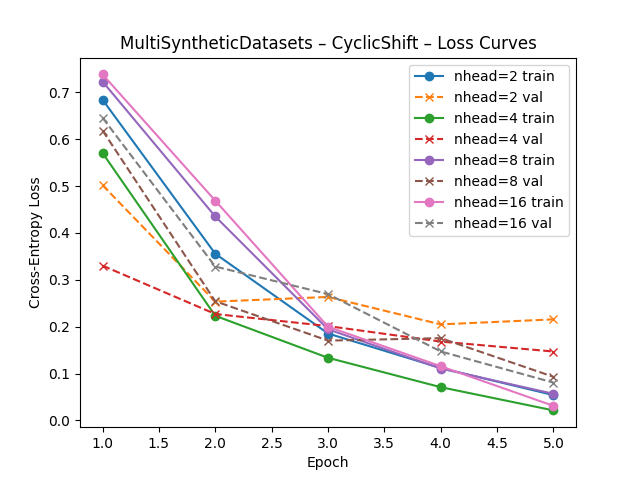 MultiSyntheticDatasets – CyclicShift – Loss Curves
Cross-Entropy Loss
0.7
0.6
0.5
0.4
0.3
0.2
0.1
0.0
nhead=2 train
nhead=2 val
nhead=4 train
nhead=4 val
nhead=8 train
nhead=8 val
nhead=16 train
nhead=16 val
1.0 1.5 2.0 2.5 3.0 3.5 4.0 4.5 5.0
Epoch